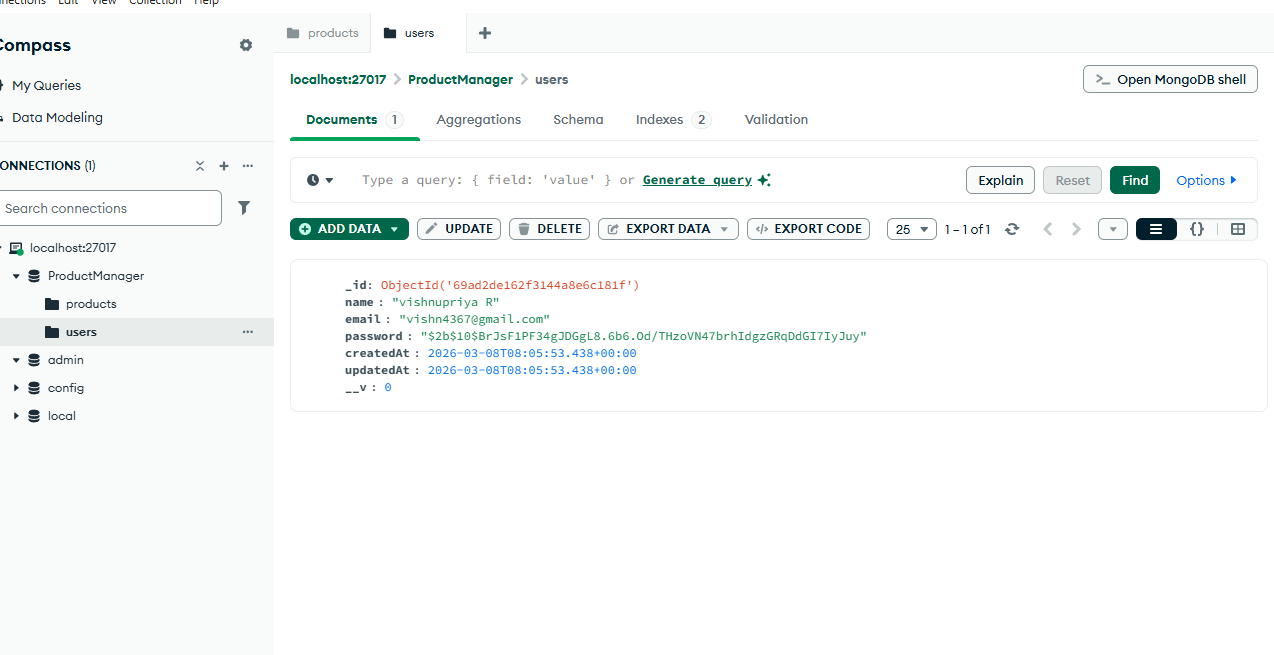 Edit View Collection Help
Compass
products users
My Queries
Data Modeling
CONNECTIONS (1)
Search connections
localhost:27017
ProductManager
products
users
admin
config
local
localhost:27017 ProductManager users
Open MongoDB shell
Documents 1 Aggregations Schema Indexes 2 Validation
Type a query: { field: 'value' } or Generate query
Explain Reset Find Options
ADD DATA UPDATE DELETE EXPORT DATA EXPORT CODE 25 1 – 1 of 1 {}
_id: ObjectId('69ad2de162f3144a8e6c181f')
name : "vishnupriya R"
email : "vishn4367@gmail.com"
password : "$2b$10$BrJsF1PF34gJDGgL8.6b6.Od/THzoVN47brhIdgzGRqDdGI7IyJuy"
createdAt : 2026-03-08T08:05:53.438+00:00
updatedAt : 2026-03-08T08:05:53.438+00:00
__v : 0